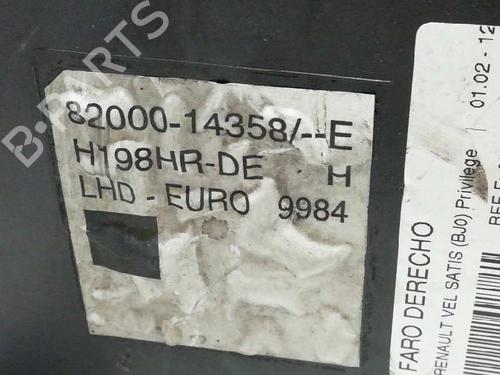 82000-14358/--E
H198HR-DE H
LHD - EURO 9984
FARO DERECHO
RENAULT VEL SATIS (BJ0) Privilege | 01.02 - 12
B-PARTS